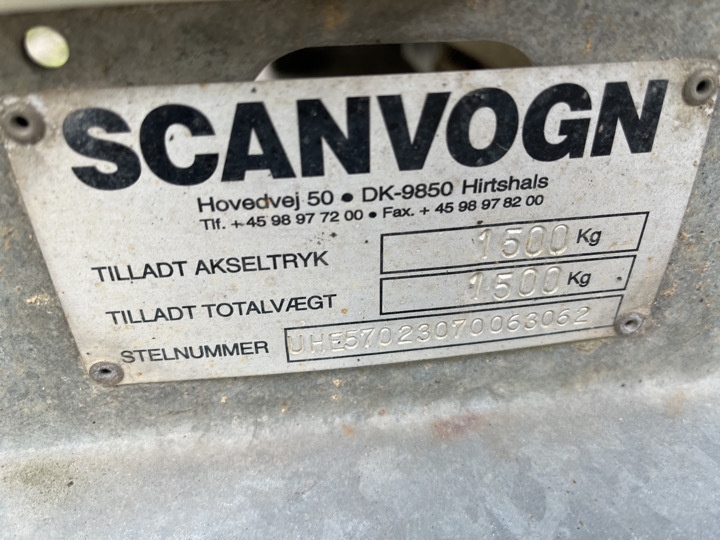 SCANVOGN
Hovedvej 50 • DK-9850 Hirtshals
Tlf. + 45 98 97 72 00 • Fax. + 45 98 97 82 00
TILLADT AKSELTRYK 1500 Kg
TILLADT TOTALVÆGT 1500 Kg
STELNUMMER UHE57023070063062